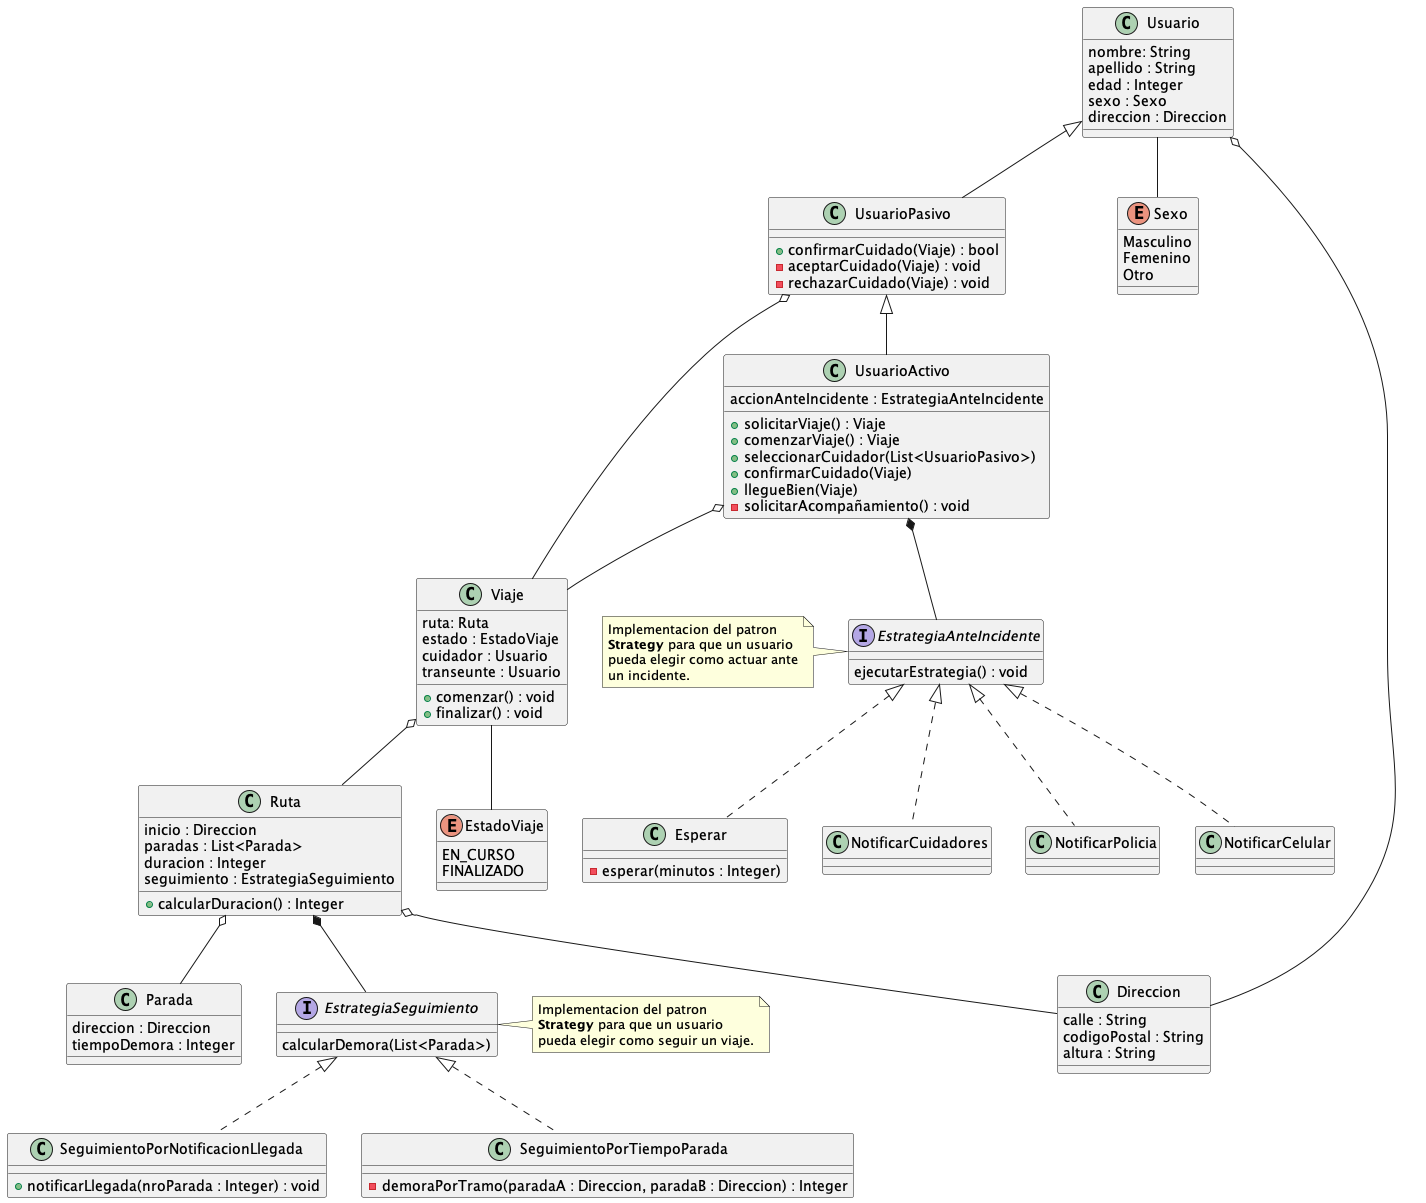 C Usuario
nombre: String
apellido : String
edad : Integer
sexo : Sexo
direccion : Direccion
C UsuarioPasivo
confirmarCuidado(Viaje) : bool
aceptarCuidado(Viaje) : void
rechazarCuidado(Viaje) : void
E Sexo
Masculino
Femenino
Otro
C UsuarioActivo
accionAnteIncidente : EstrategiaAnteIncidente
solicitarViaje() : Viaje
comenzarViaje() : Viaje
seleccionarCuidador(List<UsuarioPasivo>)
confirmarCuidado(Viaje)
llegueBien(Viaje)
solicitarAcompañamiento() : void
C Viaje
ruta: Ruta
estado : EstadoViaje
cuidador : Usuario
transeunte : Usuario
comenzar() : void
finalizar() : void
Implementacion del patron
Strategy para que un usuario
pueda elegir como actuar ante
un incidente.
I EstrategiaAnteIncidente
ejecutarEstrategia() : void
C Ruta
inicio : Direccion
paradas : List<Parada>
duracion : Integer
seguimiento : EstrategiaSeguimiento
calcularDuracion() : Integer
E EstadoViaje
EN_CURSO
FINALIZADO
C Esperar
esperar(minutos : Integer)
C NotificarCuidadores
C NotificarPolicia
C NotificarCelular
C Parada
direccion : Direccion
tiempoDemora : Integer
I EstrategiaSeguimiento
calcularDemora(List<Parada>)
Implementacion del patron
Strategy para que un usuario
pueda elegir como seguir un viaje.
C Direccion
calle : String
codigoPostal : String
altura : String
C SeguimientoPorNotificacionLlegada
notificarLlegada(nroParada : Integer) : void
C SeguimientoPorTiempoParada
demoraPorTramo(paradaA : Direccion, paradaB : Direccion) : Integer